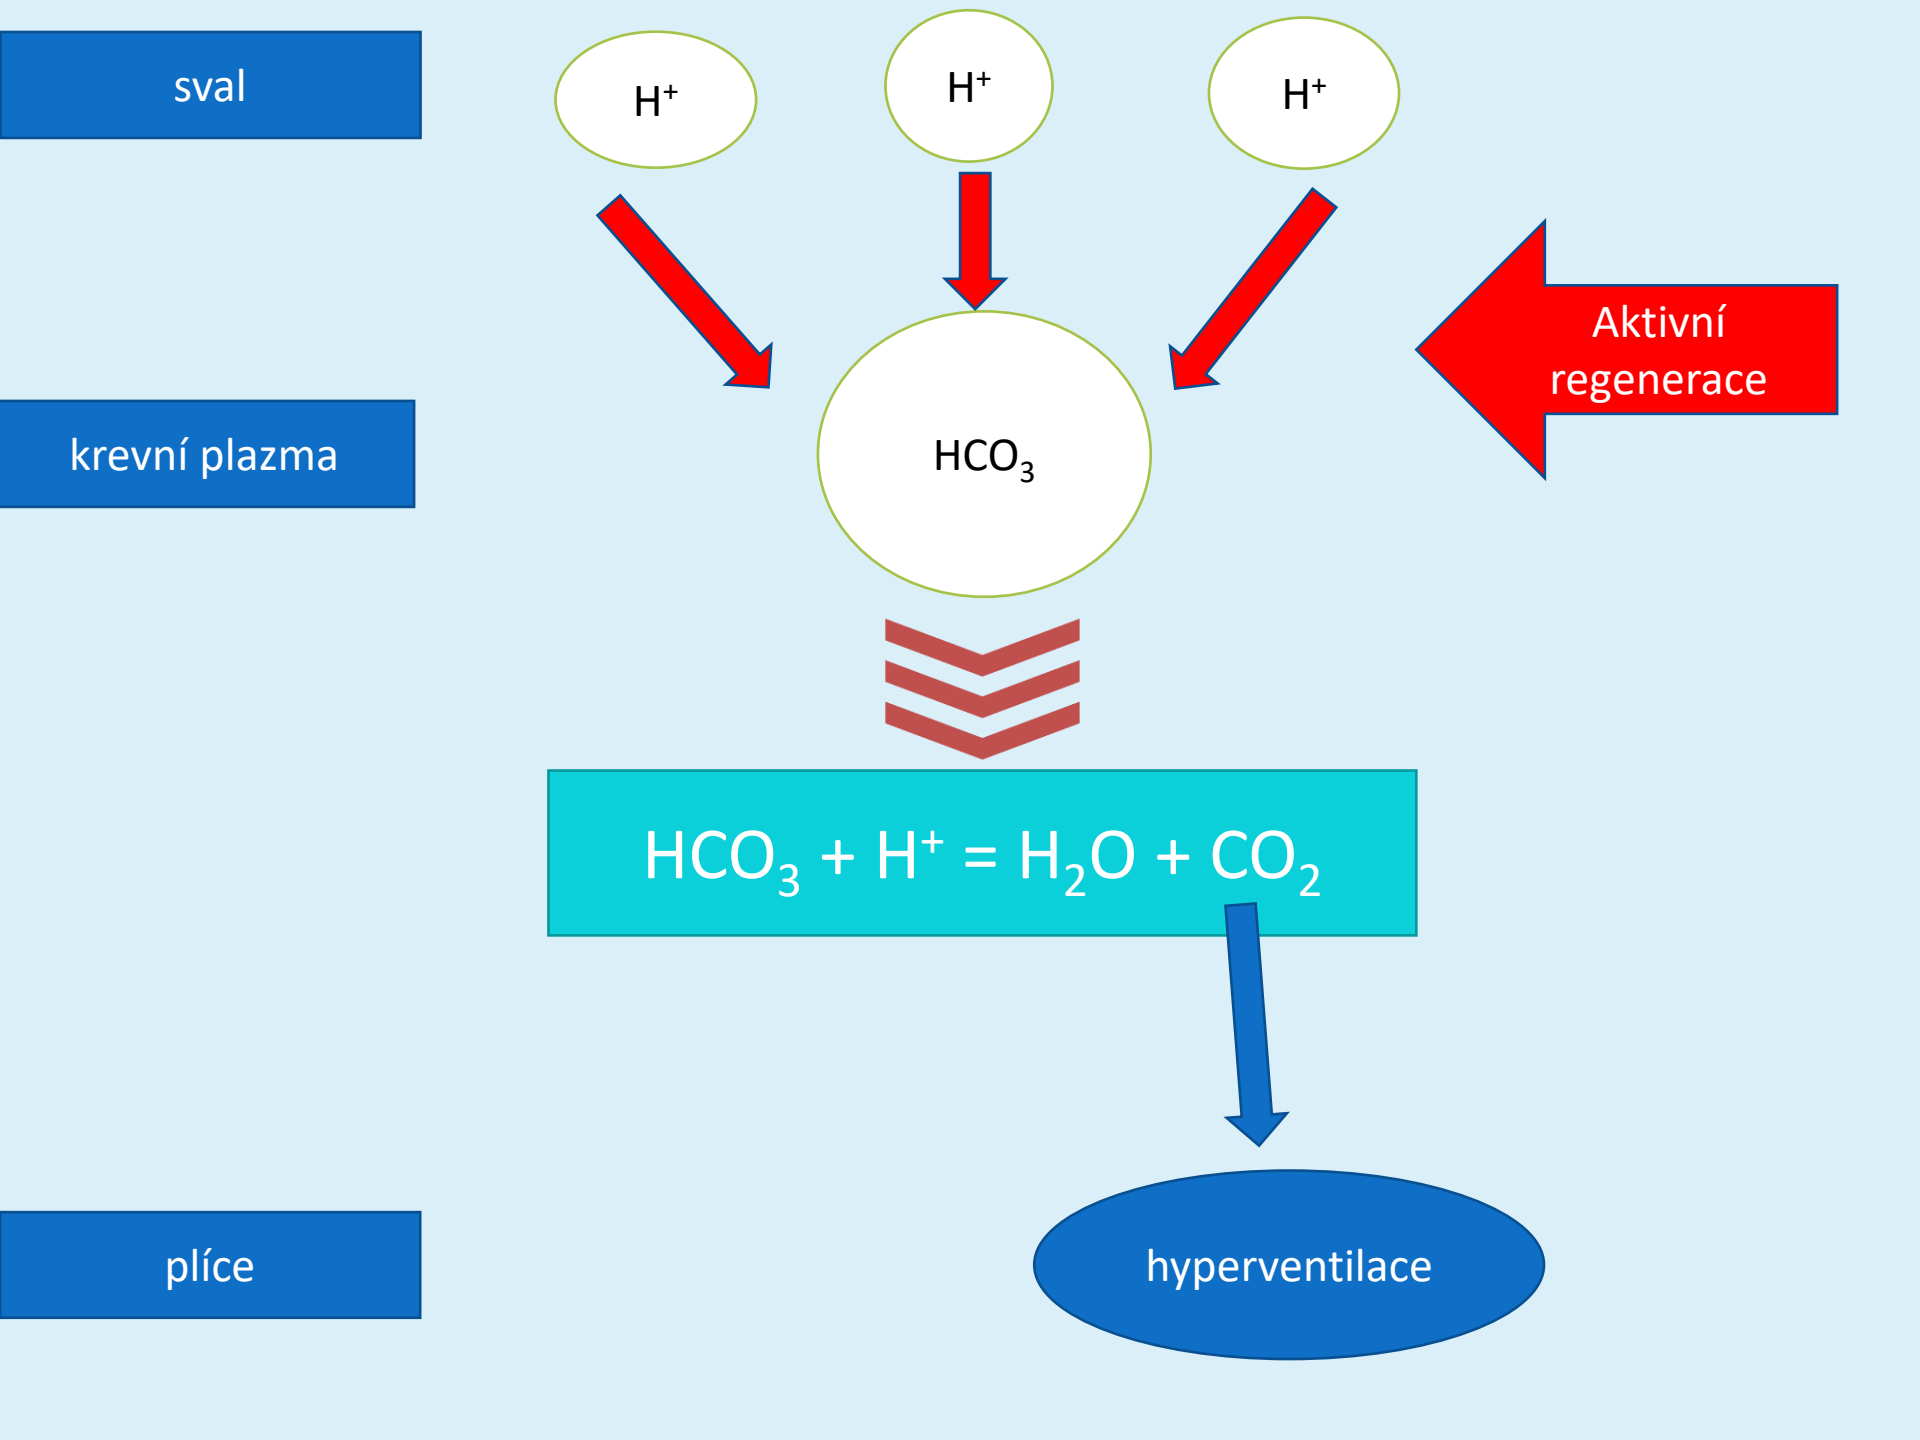 sval
H⁺
H⁺
H⁺
Aktivní
regenerace
krevní plazma
HCO₃
HCO₃ + H⁺ = H₂O + CO₂
plíce
hyperventilace